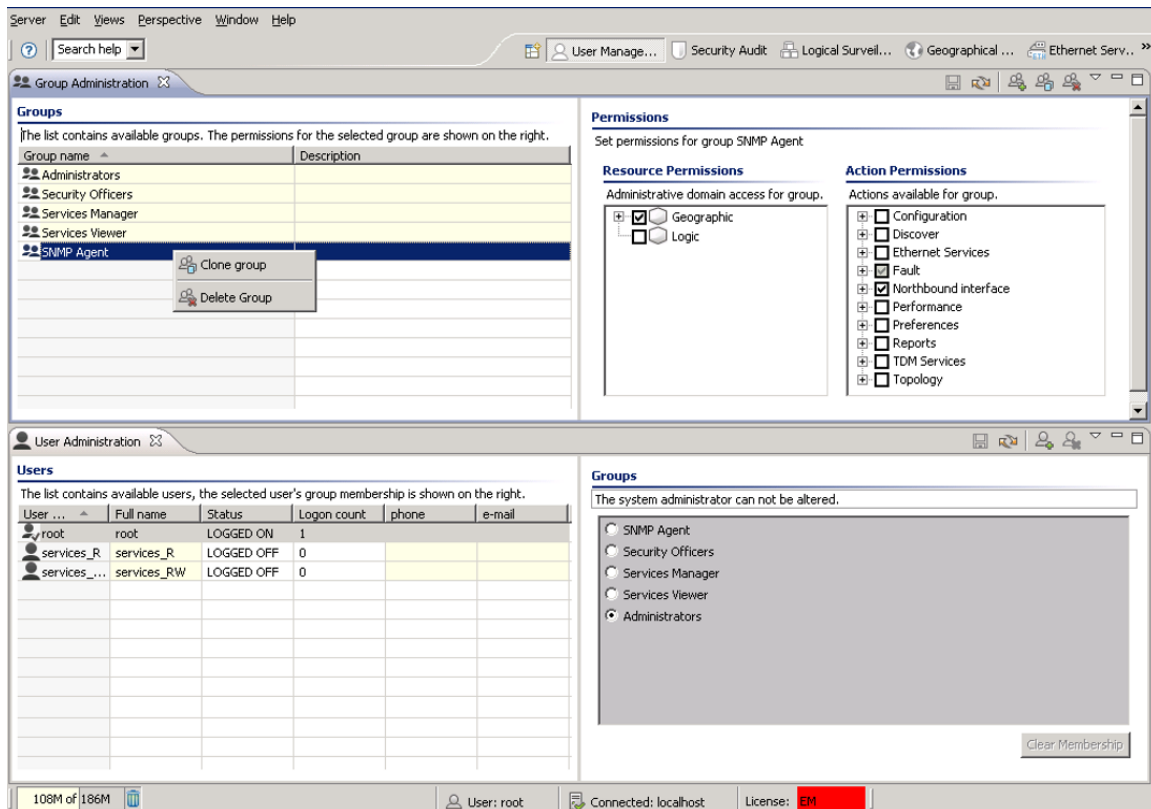 Server Edit Views Perspective Window Help
Search help User Manage... Security Audit Logical Surveil... Geographical ... Ethernet Serv.. »
Group Administration
Groups
The list contains available groups. The permissions for the selected group are shown on the right.
Group name Description
Administrators
Security Officers
Services Manager
Services Viewer
SNMP Agent
Clone group
Delete Group
Permissions
Set permissions for group SNMP Agent
Resource Permissions
Administrative domain access for group.
Geographic
Logic
Action Permissions
Actions available for group.
Configuration
Discover
Ethernet Services
Fault
Northbound interface
Performance
Preferences
Reports
TDM Services
Topology
User Administration
Users
The list contains available users, the selected user's group membership is shown on the right.
User ... Full name Status Logon count phone e-mail
root root LOGGED ON 1
services_R services_R LOGGED OFF 0
services_... services_RW LOGGED OFF 0
Groups
The system administrator can not be altered.
SNMP Agent
Security Officers
Services Manager
Services Viewer
Administrators
Clear Membership
108M of 186M User: root Connected: localhost License: EM